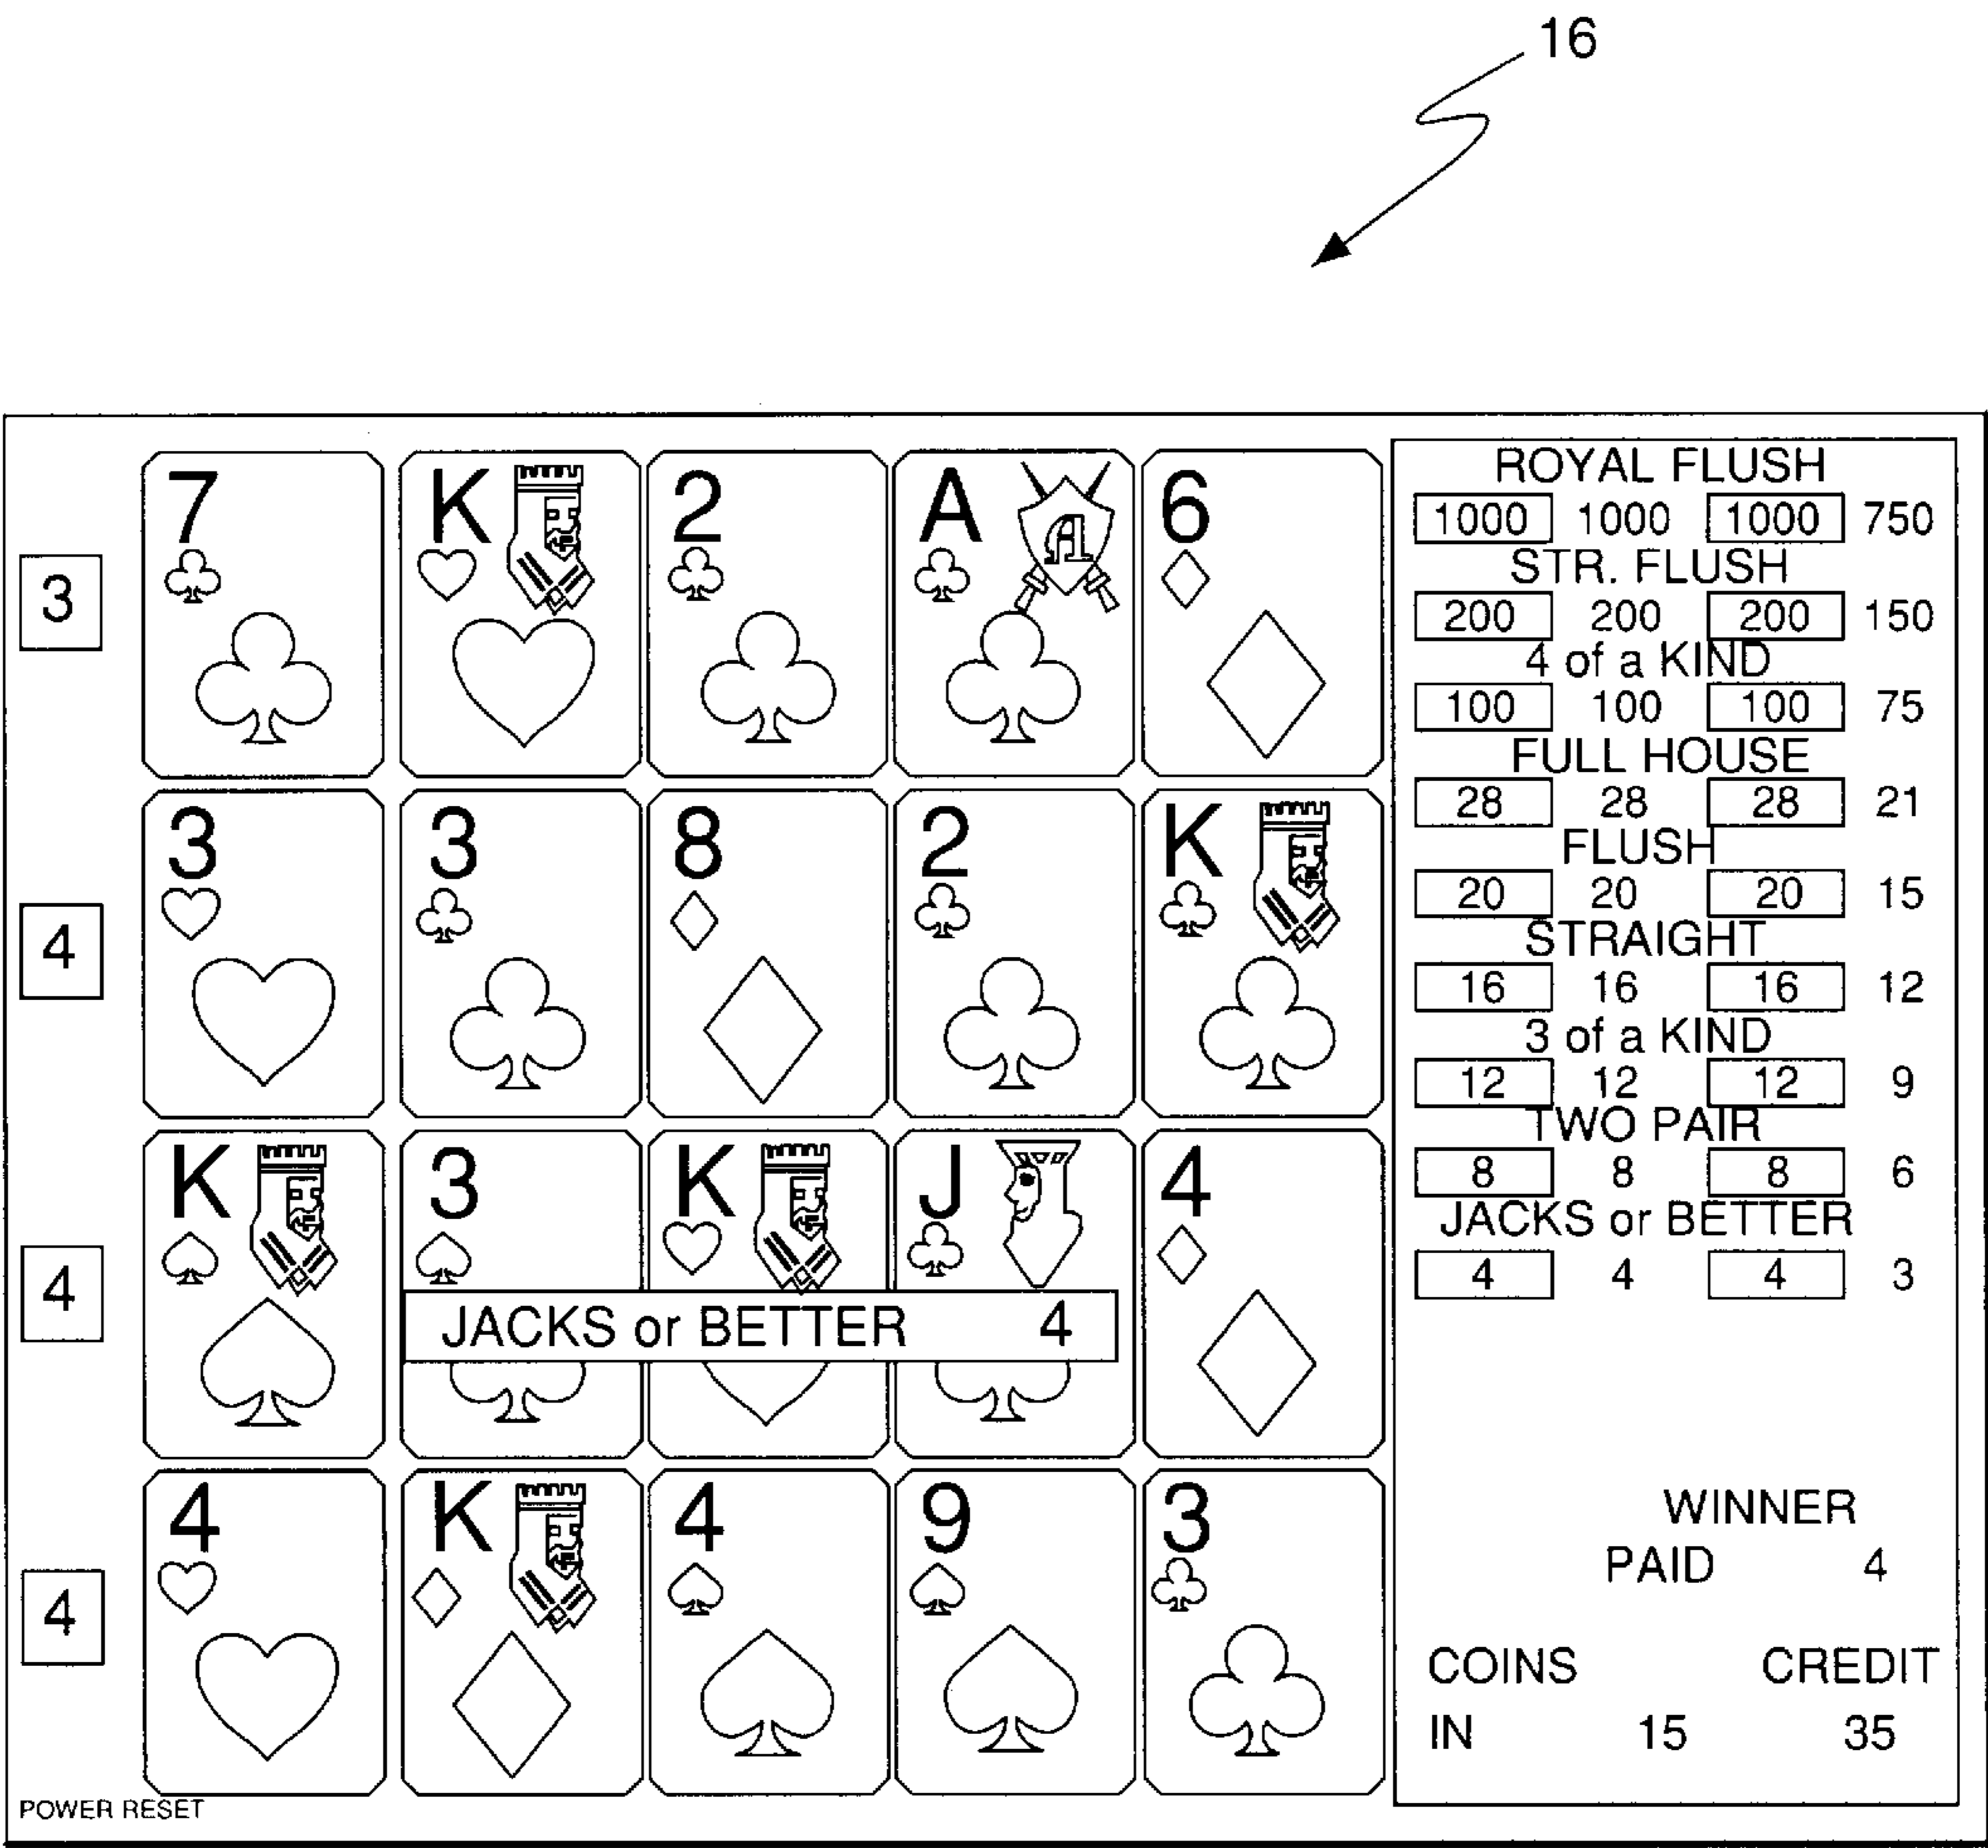 16
7 K 2 A A 6
3
3 3 8 2 K
4
K 3 K J 4
4
JACKS or BETTER 4
4 K 4 9 3
4
POWER RESET
ROYAL FLUSH
1000 1000 1000 750
STR. FLUSH
200 200 200 150
4 of a KIND
100 100 100 75
FULL HOUSE
28 28 28 21
FLUSH
20 20 20 15
STRAIGHT
16 16 16 12
3 of a KIND
12 12 12 9
TWO PAIR
8 8 8 6
JACKS or BETTER
4 4 4 3
WINNER
PAID 4
COINS CREDIT
IN 15 35